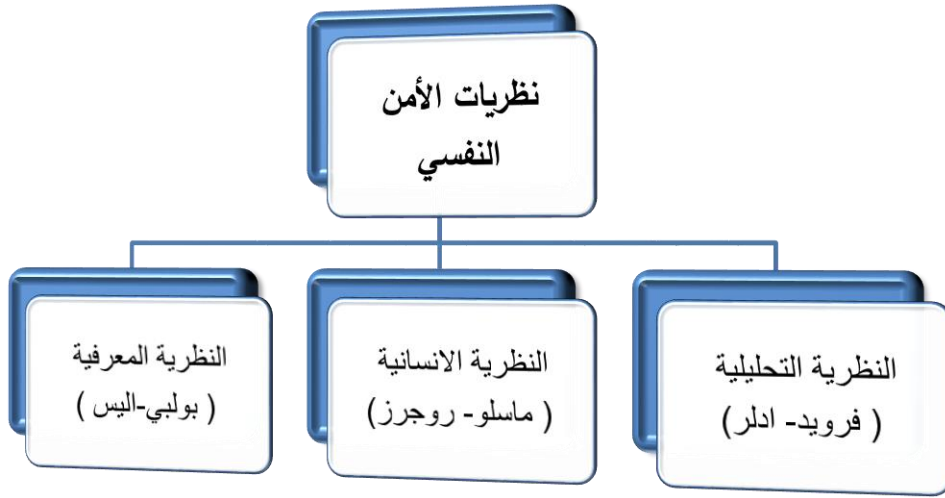 نظريات الأمن
النفسي
النظرية التحليلية
( فرويد- ادلر)
النظرية الانسانية
( ماسلو- روجرز)
النظرية المعرفية
( بولبي-اليس )